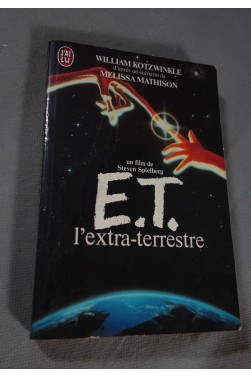 J'AI
LU
WILLIAM KOTZWINKLE
d'après un scénario de
MELISSA MATHISON
un film de
Steven Spielberg
E.T.
l'extra-terrestre